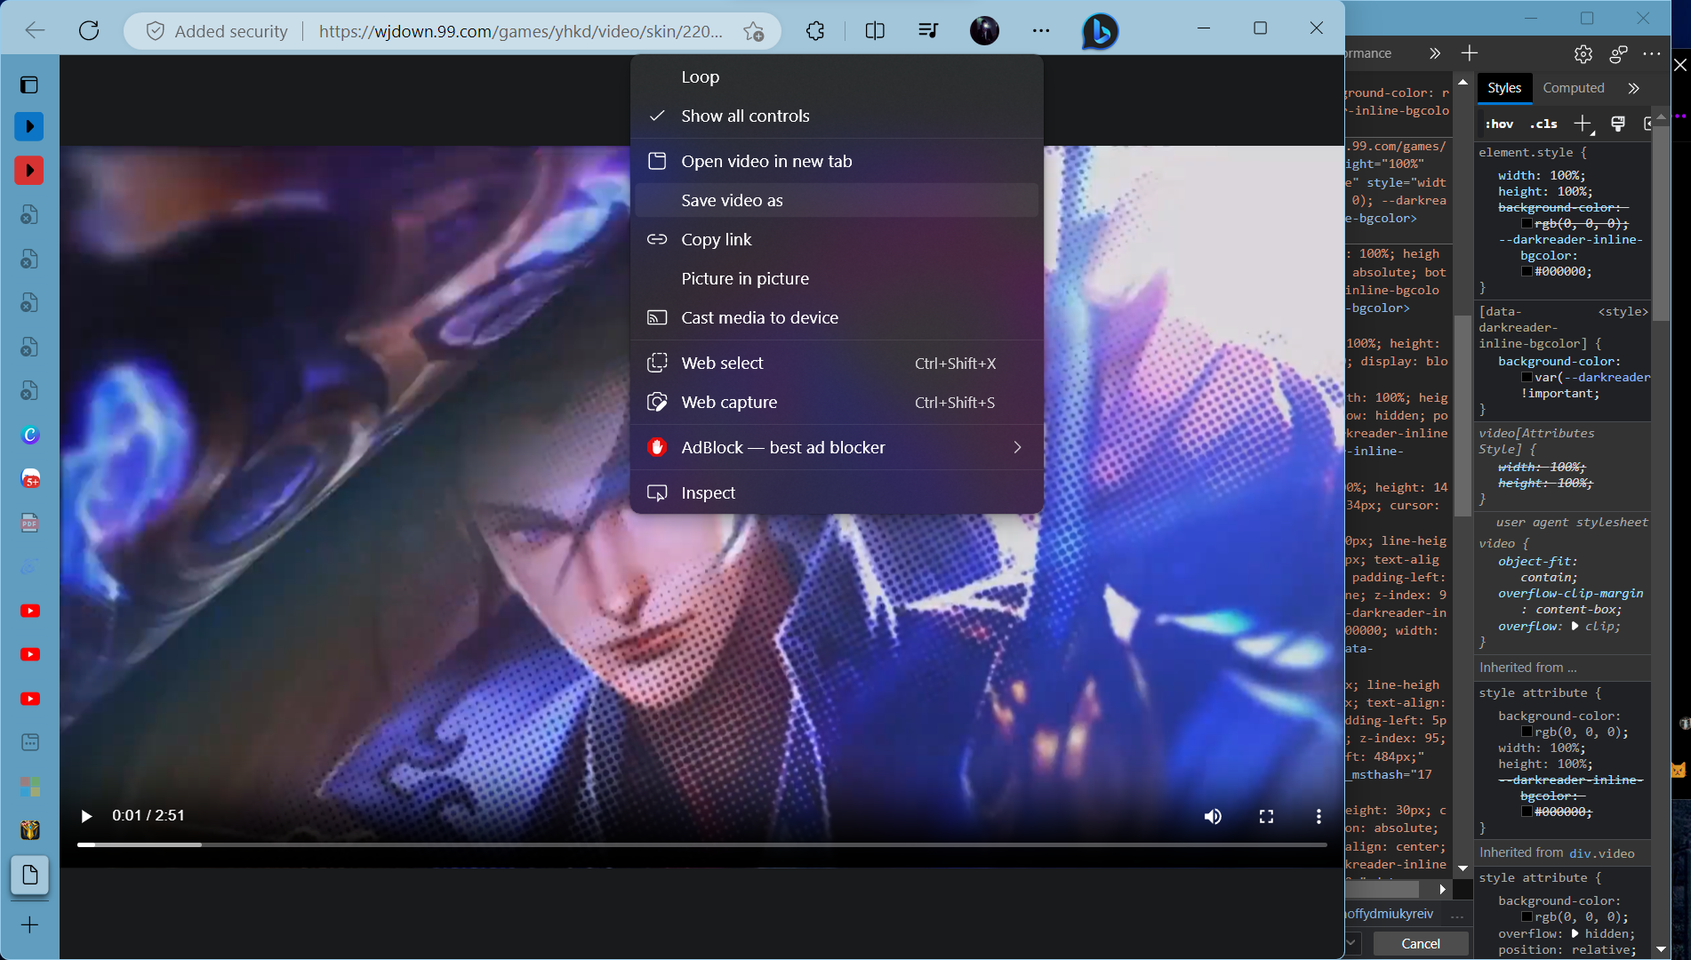 Added security
https://wjdown.99.com/games/yhkd/video/skin/220...
Loop
Show all controls
Open video in new tab
Save video as
Copy link
Picture in picture
Cast media to device
Web select Ctrl+Shift+X
Web capture Ctrl+Shift+S
AdBlock — best ad blocker
Inspect
0:01 / 2:51
5+
PDF
rmance
ground-color: r
-inline-bgcolo
.99.com/games/
ight="100%"
e" style="widt
0); --darkrea
e-bgcolor>
: 100%; heigh
absolute; bot
inline-bgcolo
>gcolor>
100%; height:
; display: blo
th: 100%; heig
ow: hidden; po
rkreader-inline
-inline-
0%; height: 14
34px; cursor:
0px; line-heig
px; text-alig
padding-left:
ne; z-index: 9
-darkreader-in
00000; width:
ata-
x; line-heigh
x; text-align:
dding-left: 5p
; z-index: 95;
ft: 484px;"
_msthash="17
eight: 30px; c
on: absolute;
align: center;
rkreader-inline
offydmiukyreiv ...
Cancel
Styles
Computed
:hov .cls
element.style {
width: 100%;
height: 100%;
background-color:
rgb(0, 0, 0);
--darkreader-inline-
bgcolor:
#000000;
}
[data- <style>
darkreader-
inline-bgcolor] {
background-color:
var(--darkreader
!important;
}
video[Attributes
Style] {
width: 100%;
height: 100%;
}
user agent stylesheet
video {
object-fit:
contain;
overflow-clip-margin
: content-box;
overflow: clip;
}
Inherited from ...
style attribute {
background-color:
rgb(0, 0, 0);
width: 100%;
height: 100%;
--darkreader-inline-
bgcolor:
#000000;
}
Inherited from div.video
style attribute {
background-color:
rgb(0, 0, 0);
overflow: hidden;
position: relative;